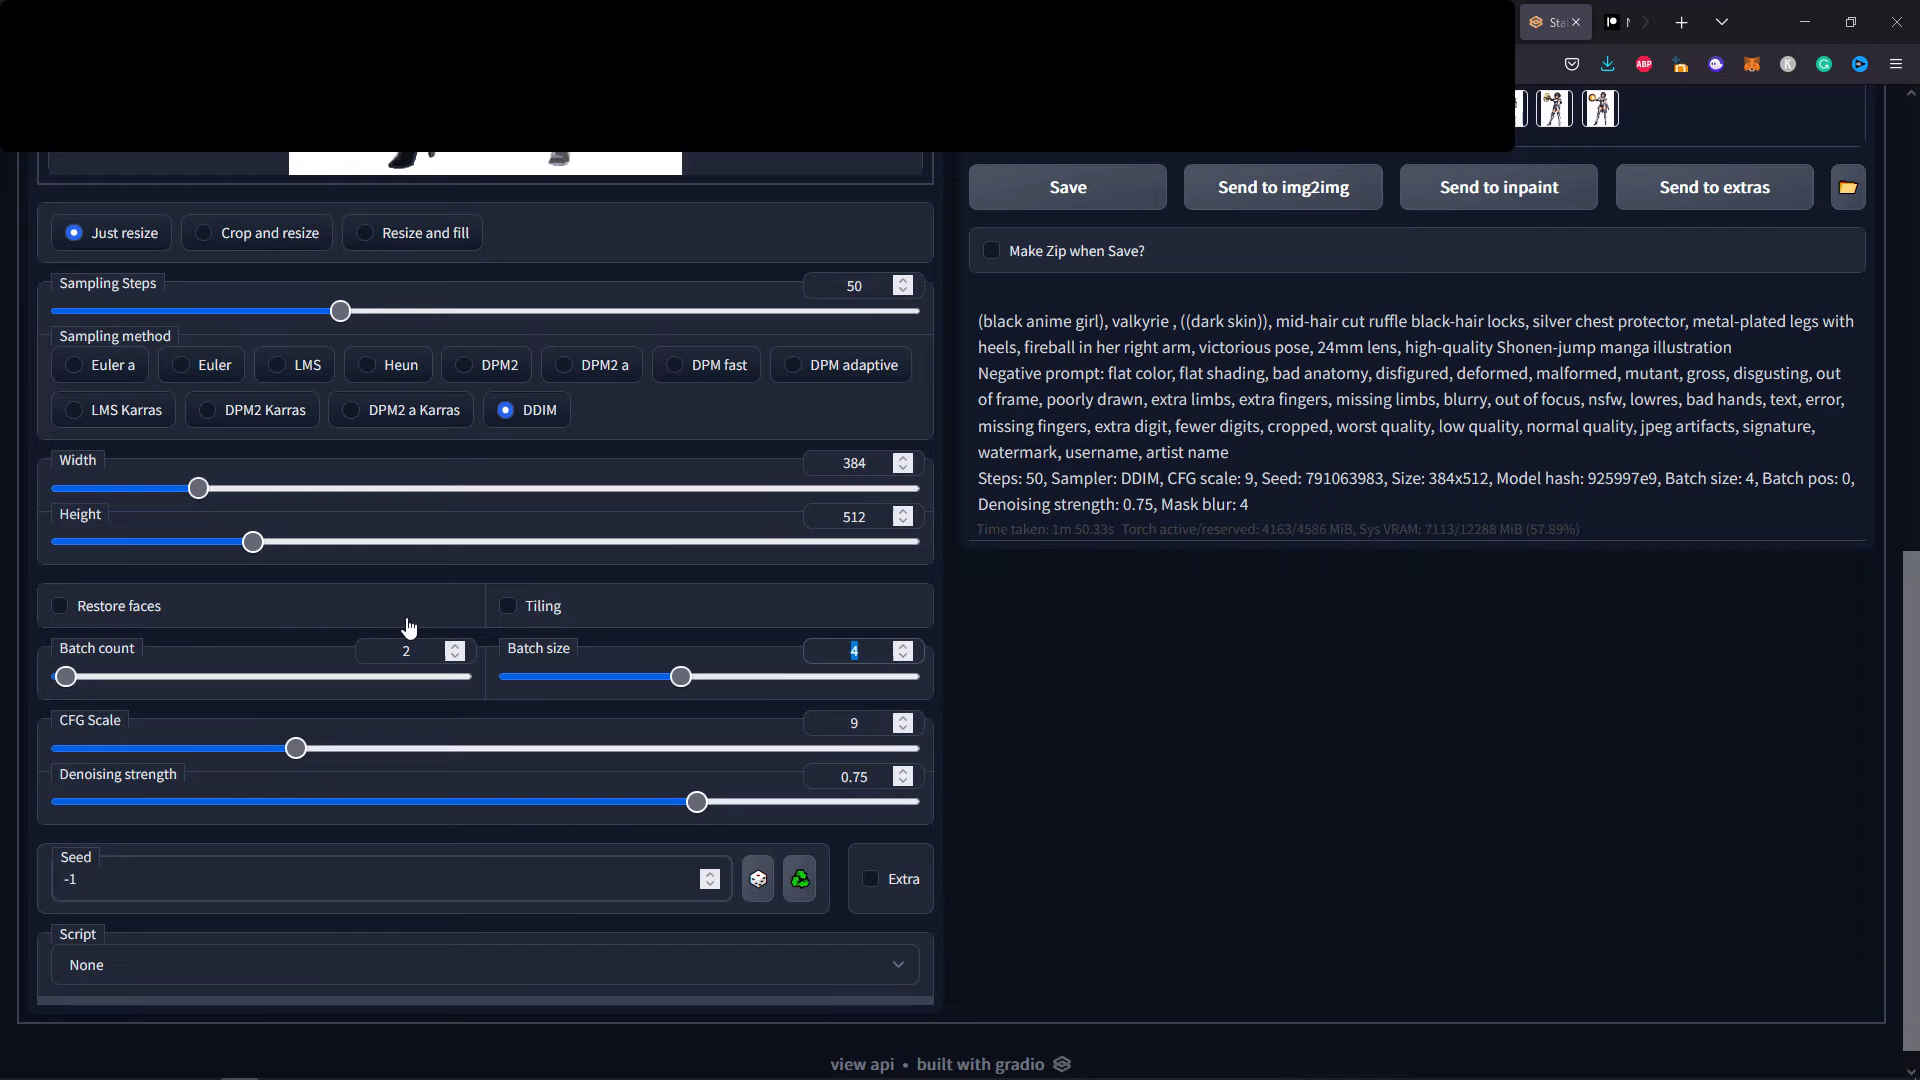 Sta
ABP
K
G
Save
Send to img2img
Send to inpaint
Send to extras
Just resize
Crop and resize
Resize and fill
Make Zip when Save?
Sampling Steps
50
(black anime girl), valkyrie , ((dark skin)), mid-hair cut ruffle black-hair locks, silver chest protector, metal-plated legs with
heels, fireball in her right arm, victorious pose, 24mm lens, high-quality Shonen-jump manga illustration
Negative prompt: flat color, flat shading, bad anatomy, disfigured, deformed, malformed, mutant, gross, disgusting, out
of frame, poorly drawn, extra limbs, extra fingers, missing limbs, blurry, out of focus, nsfw, lowres, bad hands, text, error,
missing fingers, extra digit, fewer digits, cropped, worst quality, low quality, normal quality, jpeg artifacts, signature,
watermark, username, artist name
Steps: 50, Sampler: DDIM, CFG scale: 9, Seed: 791063983, Size: 384x512, Model hash: 925997e9, Batch size: 4, Batch pos: 0,
Denoising strength: 0.75, Mask blur: 4
Time taken: 1m 50.33s Torch active/reserved: 4163/4586 MiB, Sys VRAM: 7113/12288 MiB (57.89%)
Sampling method
Euler a
Euler
LMS
Heun
DPM2
DPM2 a
DPM fast
DPM adaptive
LMS Karras
DPM2 Karras
DPM2 a Karras
DDIM
Width
384
Height
512
Restore faces
Tiling
Batch count
2
Batch size
4
CFG Scale
9
Denoising strength
0.75
Seed
-1
Extra
Script
None
view api • built with gradio